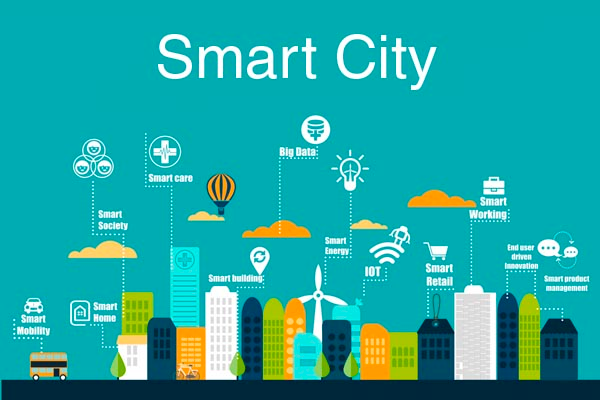 Smart City
Big Data
Smart care
Smart
Working
Smart
Society
Smart
Energy
End user
driven
Innovation
IOT
Smart
Retail
Smart building
Smart product
management
Smart
Home
Smart
Mobility